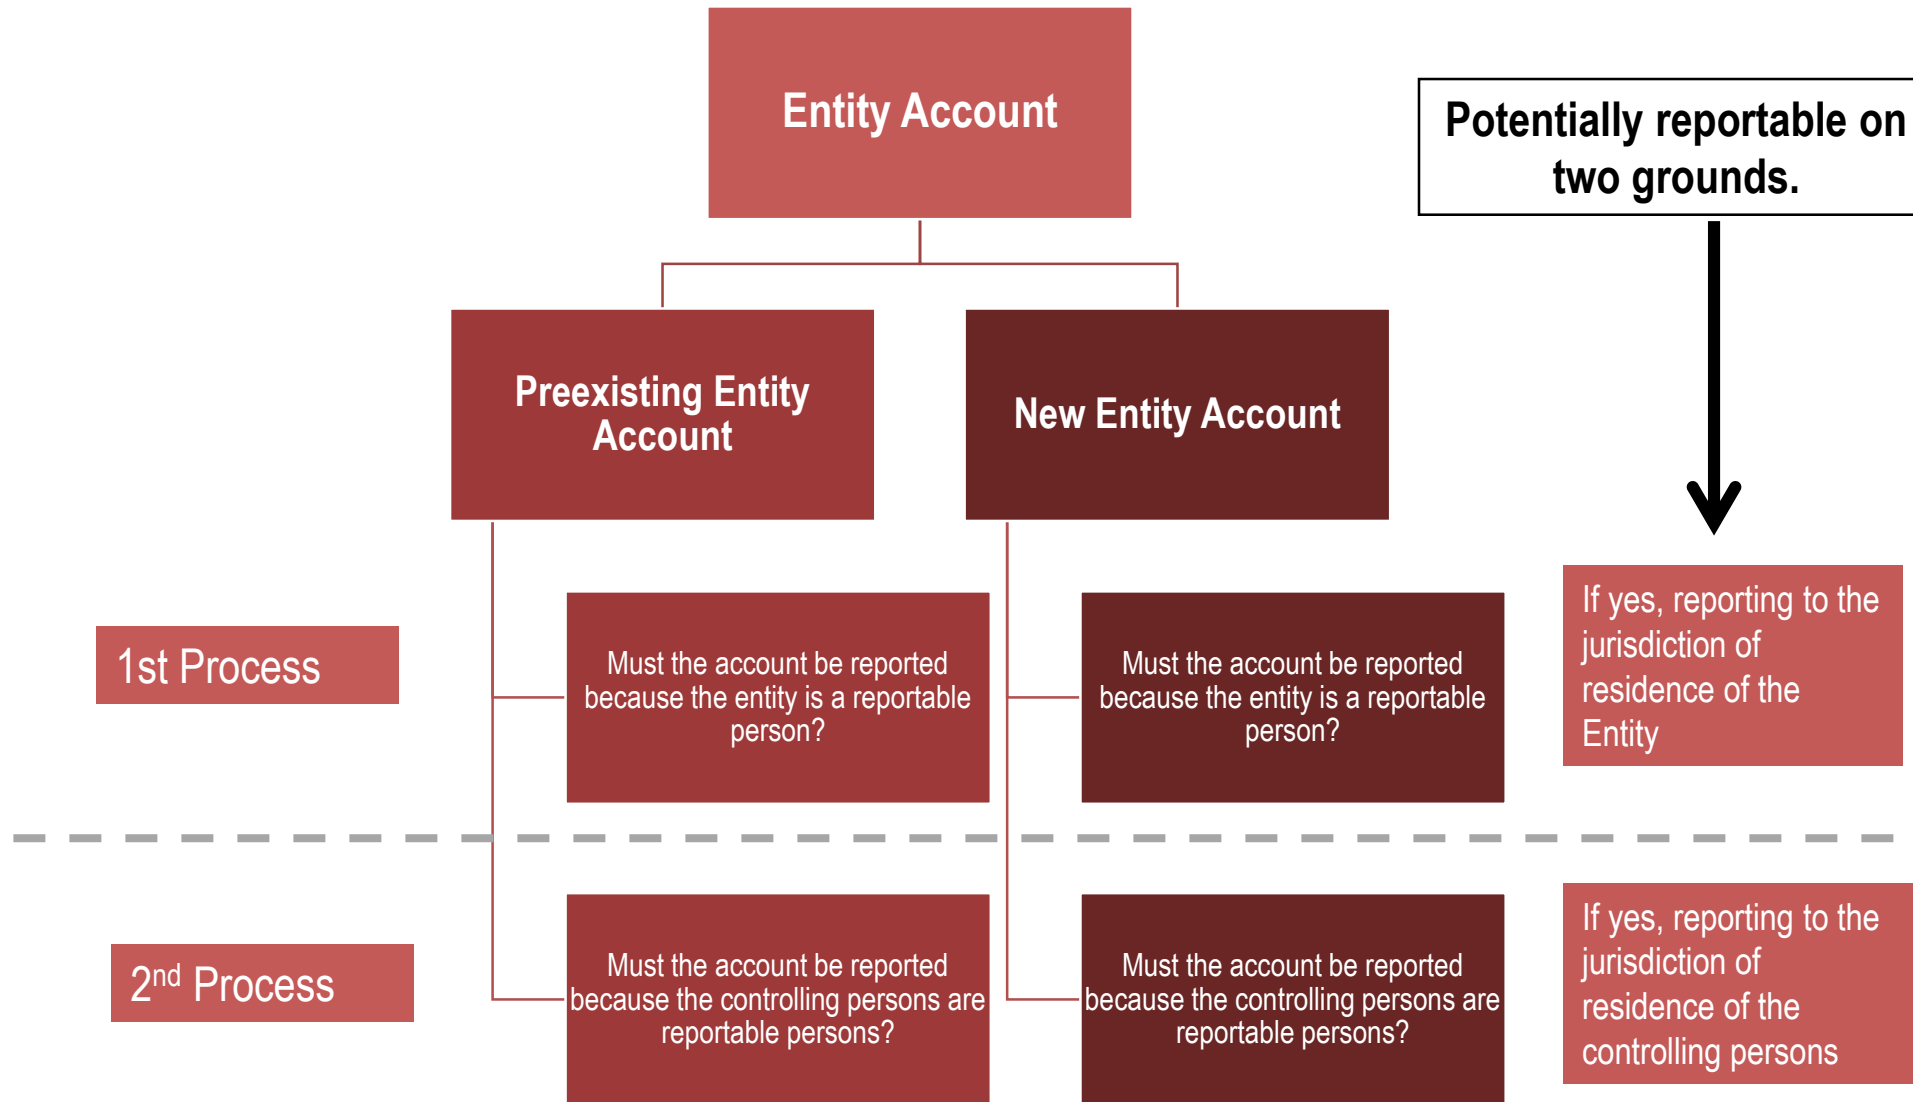 Entity Account
Potentially reportable on
two grounds.
Preexisting Entity
Account
New Entity Account
1st Process
Must the account be reported
because the entity is a reportable
person?
Must the account be reported
because the entity is a reportable
person?
If yes, reporting to the
jurisdiction of
residence of the
Entity
2nd Process
Must the account be reported
because the controlling persons are
reportable persons?
Must the account be reported
because the controlling persons are
reportable persons?
If yes, reporting to the
jurisdiction of
residence of the
controlling persons